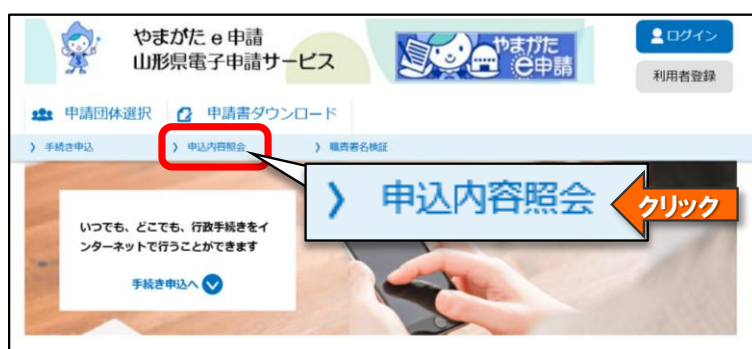 やまがた e 申請
山形県電子申請サービス
やまがた
e申請
ログイン
利用者登録
申請団体選択
申請書ダウンロード
》 手続き申込
》 申込内容照会
》 職責署名検証
》 申込内容照会
クリック
いつでも、どこでも、行政手続きをイ
ンターネットで行うことができます
手続き申込へ